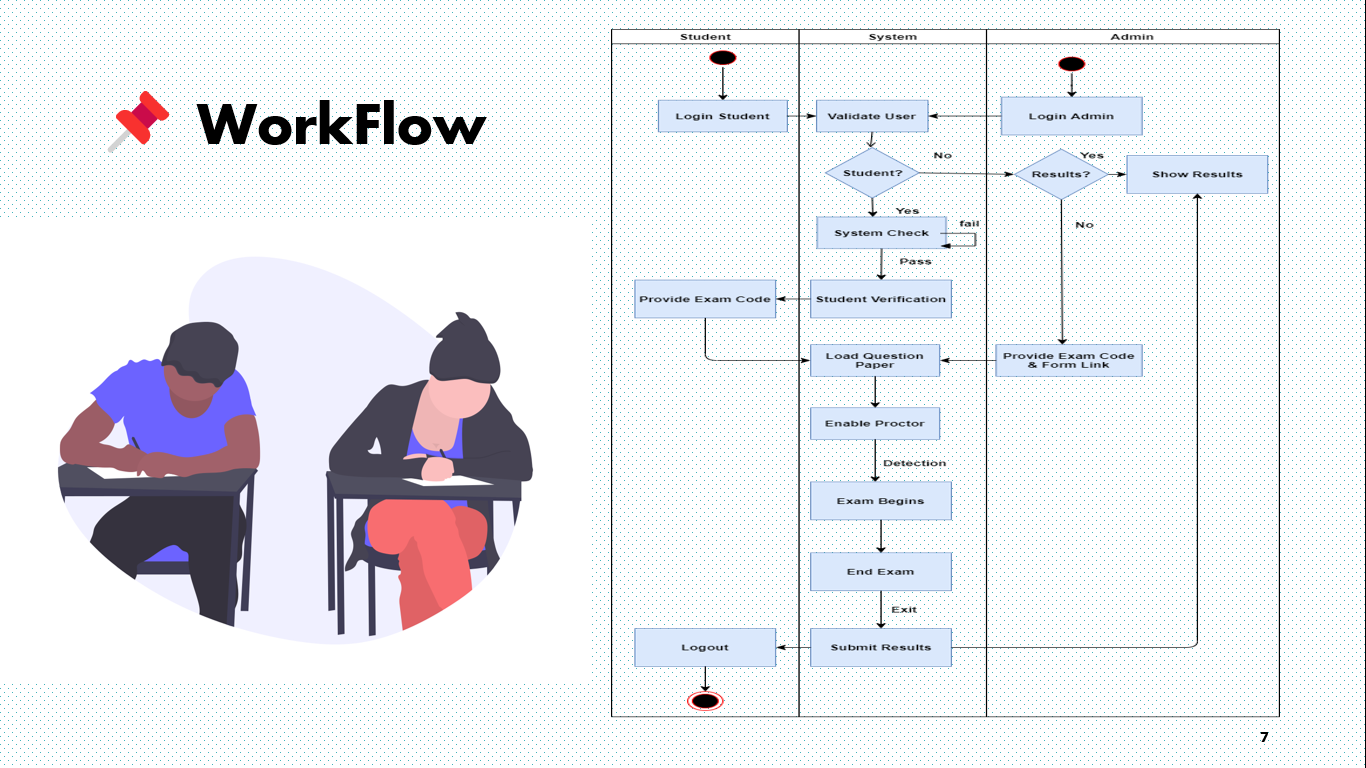 WorkFlow
Student
System
Admin
Login Student
Validate User
Login Admin
No
Yes
Student?
Results?
Show Results
Yes
fail
No
System Check
Pass
Provide Exam Code
Student Verification
Load Question
Paper
Provide Exam Code
& Form Link
Enable Proctor
Detection
Exam Begins
End Exam
Exit
Logout
Submit Results
7